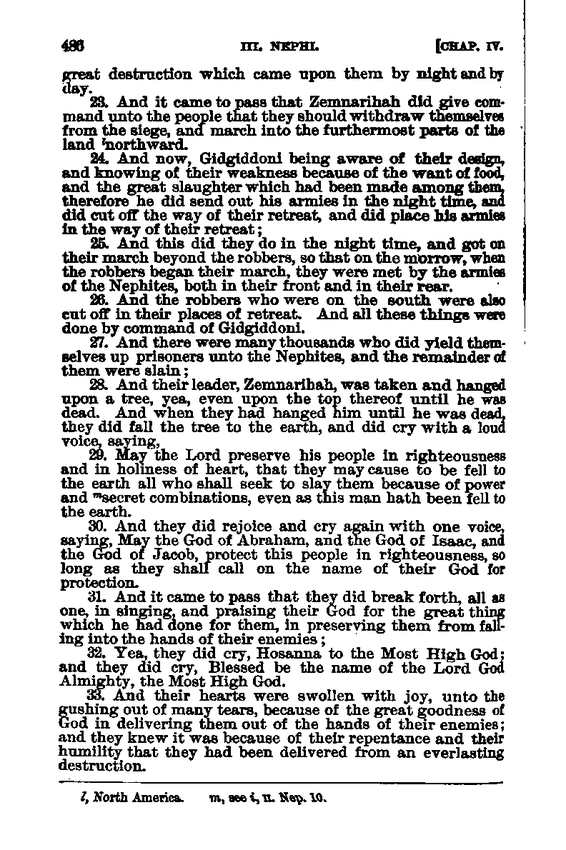 486 III. NEPHI. [CHAP. IV.
great destruction which came upon them by night and by
day.
23. And it came to pass that Zemnarihah did give com-
mand unto the people that they should withdraw themselves
from the siege, and march into the furthermost parts of the
land ˡnorthward.
24. And now, Gidgiddoni being aware of their design,
and knowing of their weakness because of the want of food,
and the great slaughter which had been made among them,
therefore he did send out his armies in the night time, and
did cut off the way of their retreat, and did place his armies
in the way of their retreat;
25. And this did they do in the night time, and got on
their march beyond the robbers, so that on the morrow, when
the robbers began their march, they were met by the armies
of the Nephites, both in their front and in their rear.
26. And the robbers who were on the south were also
cut off in their places of retreat. And all these things were
done by command of Gidgiddoni.
27. And there were many thousands who did yield them-
selves up prisoners unto the Nephites, and the remainder of
them were slain;
28. And their leader, Zemnarihah, was taken and hanged
upon a tree, yea, even upon the top thereof until he was
dead. And when they had hanged him until he was dead,
they did fall the tree to the earth, and did cry with a loud
voice, saying,
29. May the Lord preserve his people in righteousness
and in holiness of heart, that they may cause to be fell to
the earth all who shall seek to slay them because of power
and ᵐsecret combinations, even as this man hath been fell to
the earth.
30. And they did rejoice and cry again with one voice,
saying, May the God of Abraham, and the God of Isaac, and
the God of Jacob, protect this people in righteousness, so
long as they shall call on the name of their God for
protection.
31. And it came to pass that they did break forth, all as
one, in singing, and praising their God for the great thing
which he had done for them, in preserving them from fall-
ing into the hands of their enemies;
32. Yea, they did cry, Hosanna to the Most High God;
and they did cry, Blessed be the name of the Lord God
Almighty, the Most High God.
33. And their hearts were swollen with joy, unto the
gushing out of many tears, because of the great goodness of
God in delivering them out of the hands of their enemies;
and they knew it was because of their repentance and their
humility that they had been delivered from an everlasting
destruction.
l, North America. m, see i, II. Nep. 10.